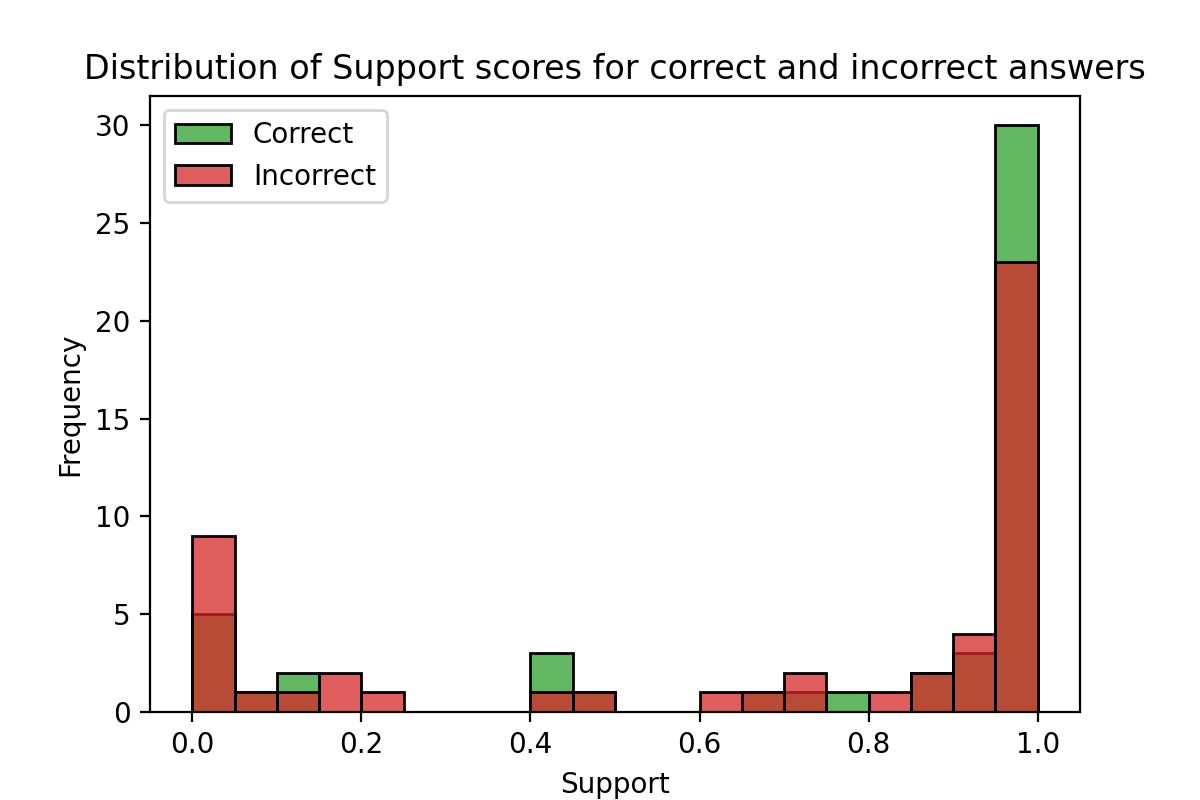 Distribution of Support scores for correct and incorrect answers
Correct
Incorrect
30
25
20
15
10
5
0
Frequency
0.0 0.2 0.4 0.6 0.8 1.0
Support